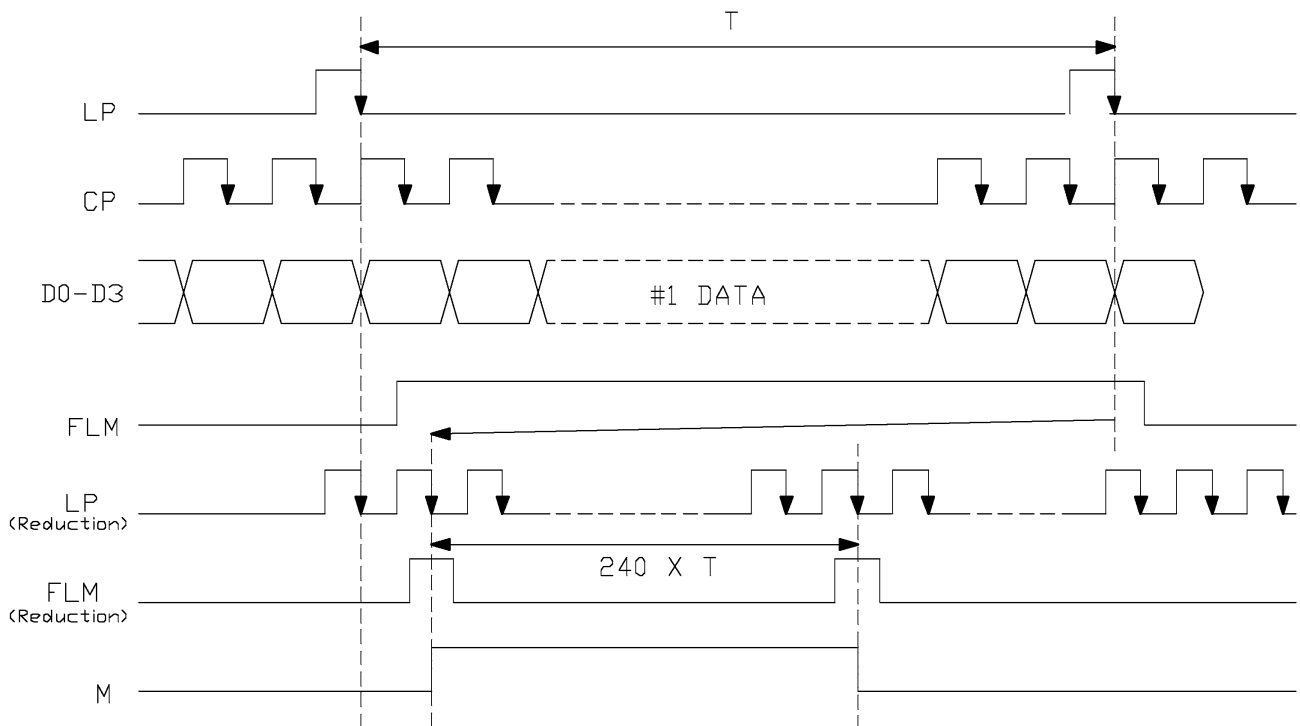 T
LP
CP
D0-D3
#1 DATA
FLM
LP
(Reduction)
240 X T
FLM
(Reduction)
M